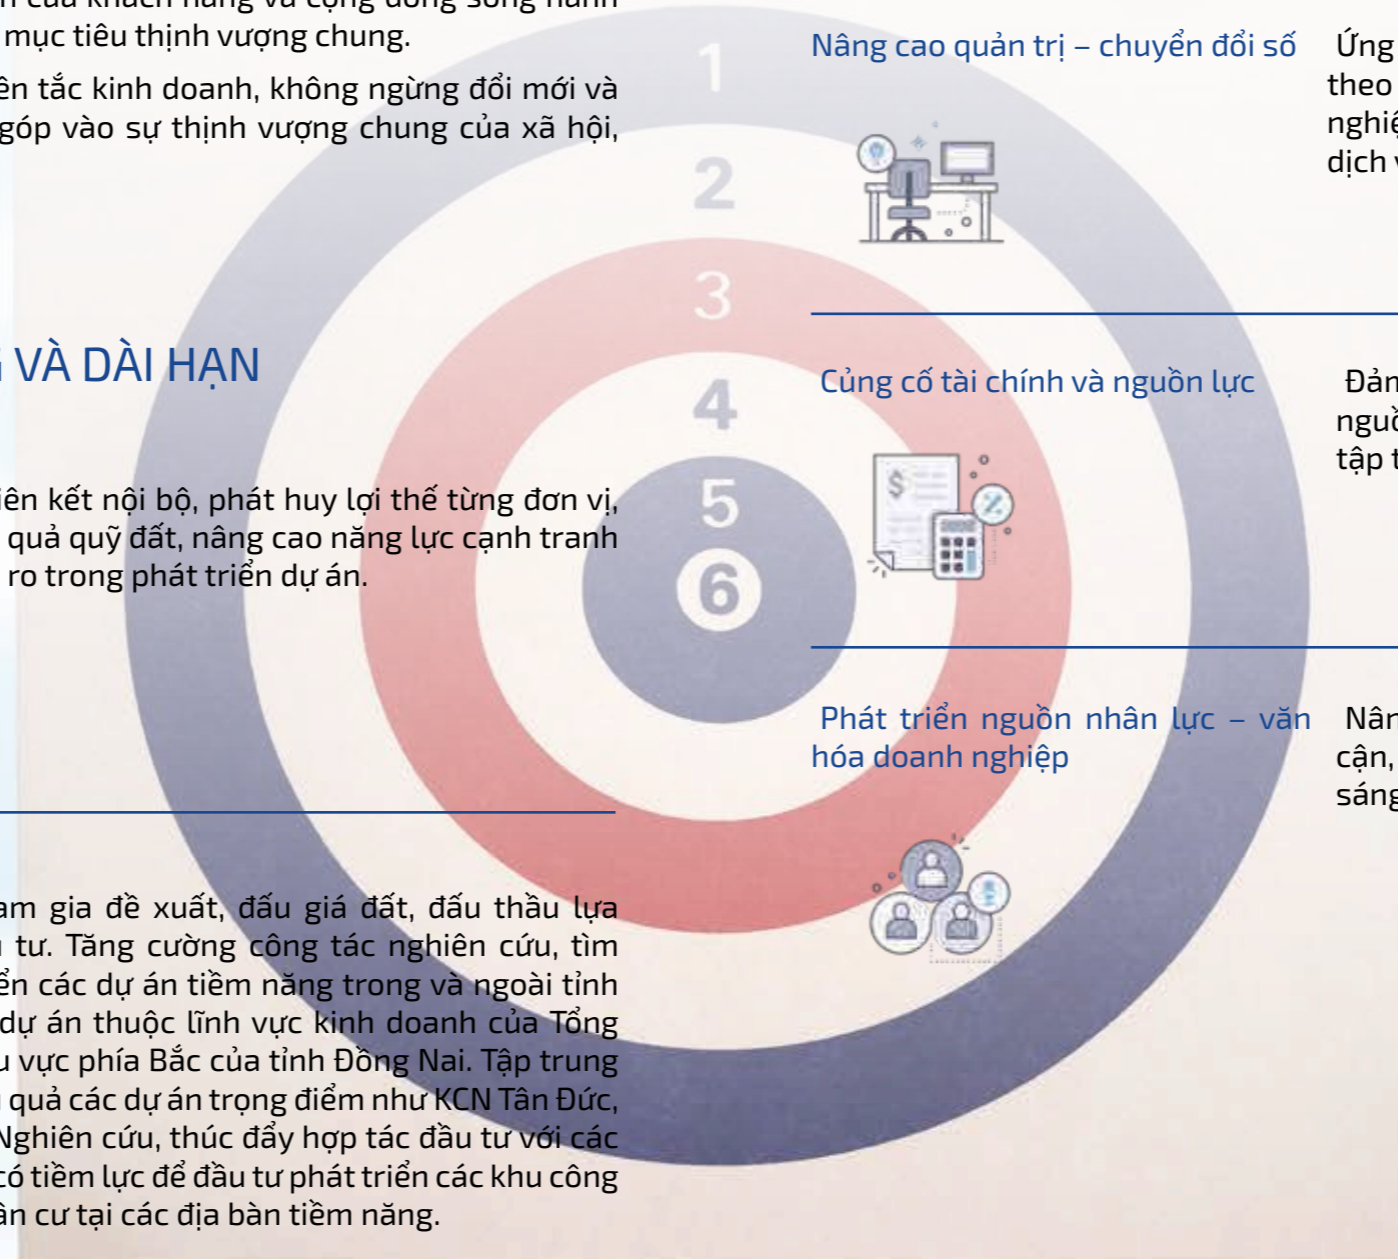 của khách hàng và cộng đồng song hành
mục tiêu thịnh vượng chung.
tắc kinh doanh, không ngừng đổi mới và
góp vào sự thịnh vượng chung của xã hội,
VÀ DÀI HẠN
kết nội bộ, phát huy lợi thế từng đơn vị,
quả quỹ đất, nâng cao năng lực cạnh tranh
ro trong phát triển dự án.
gia đề xuất, đấu giá đất, đấu thầu lựa
tư. Tăng cường công tác nghiên cứu, tìm
các dự án tiềm năng trong và ngoài tỉnh
dự án thuộc lĩnh vực kinh doanh của Tổng
vực phía Bắc của tỉnh Đồng Nai. Tập trung
quả các dự án trọng điểm như KCN Tân Đức,
Nghiên cứu, thúc đẩy hợp tác đầu tư với các
có tiềm lực để đầu tư phát triển các khu công
cư tại các địa bàn tiềm năng.
1
2
3
4
5
6
Nâng cao quản trị – chuyển đổi số
Ứng
theo
dịch
Củng cố tài chính và nguồn lực
tập
Phát triển nguồn nhân lực – văn
hóa doanh nghiệp
cận,